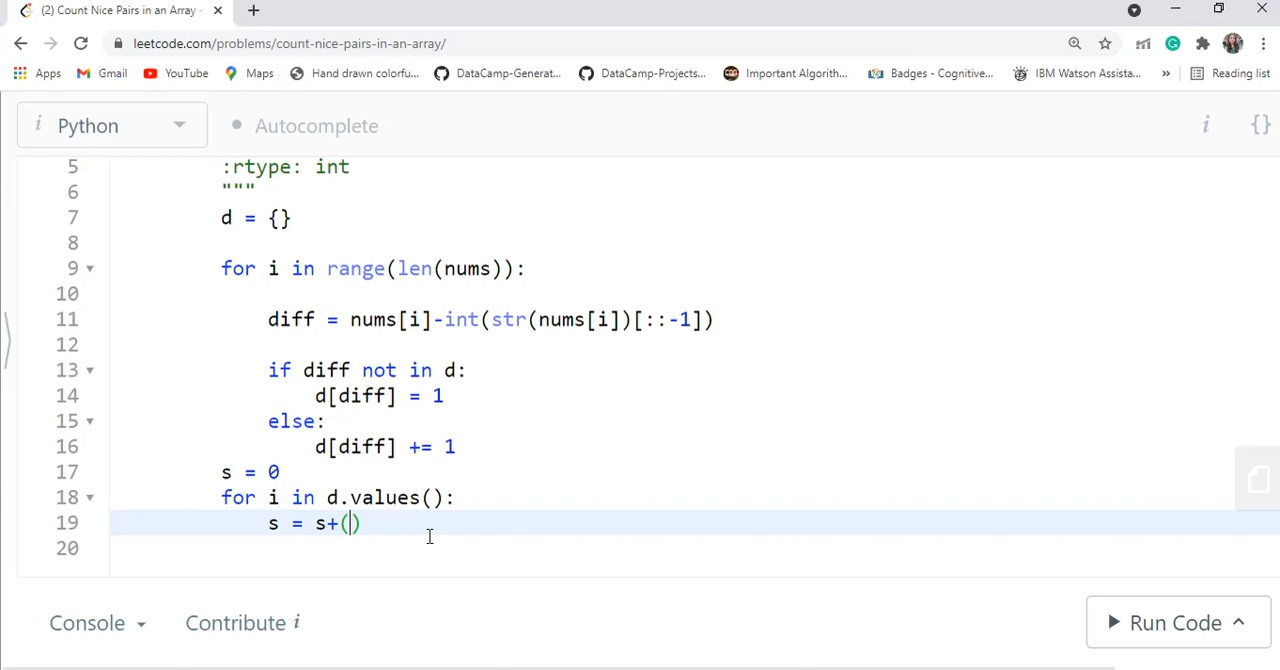 (2) Count Nice Pairs in an Array -
leetcode.com/problems/count-nice-pairs-in-an-array/
Apps Gmail YouTube Maps Hand drawn colorfu... DataCamp-Generat... DataCamp-Projects... Important Algorith... Badges - Cognitive... IBM Watson Assista... » Reading list
i Python Autocomplete i {}
5 :rtype: int
6 """
7 d = {}
8
9 for i in range(len(nums)):
10
11 diff = nums[i]-int(str(nums[i])[::-1])
12
13 if diff not in d:
14 d[diff] = 1
15 else:
16 d[diff] += 1
17 s = 0
18 for i in d.values():
19 s = s+()
20
Console Contribute i Run Code